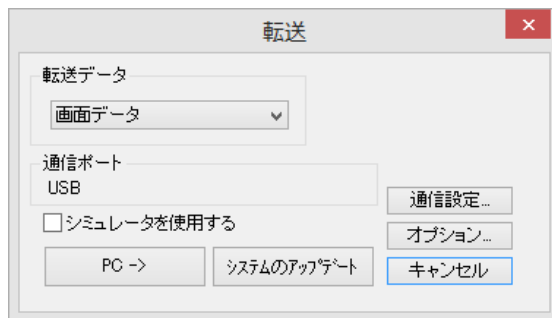 転送
転送データ
画面データ
通信ポート
USB
シミュレータを使用する
通信設定...
オプション...
PC ->
システムのアップデート
キャンセル